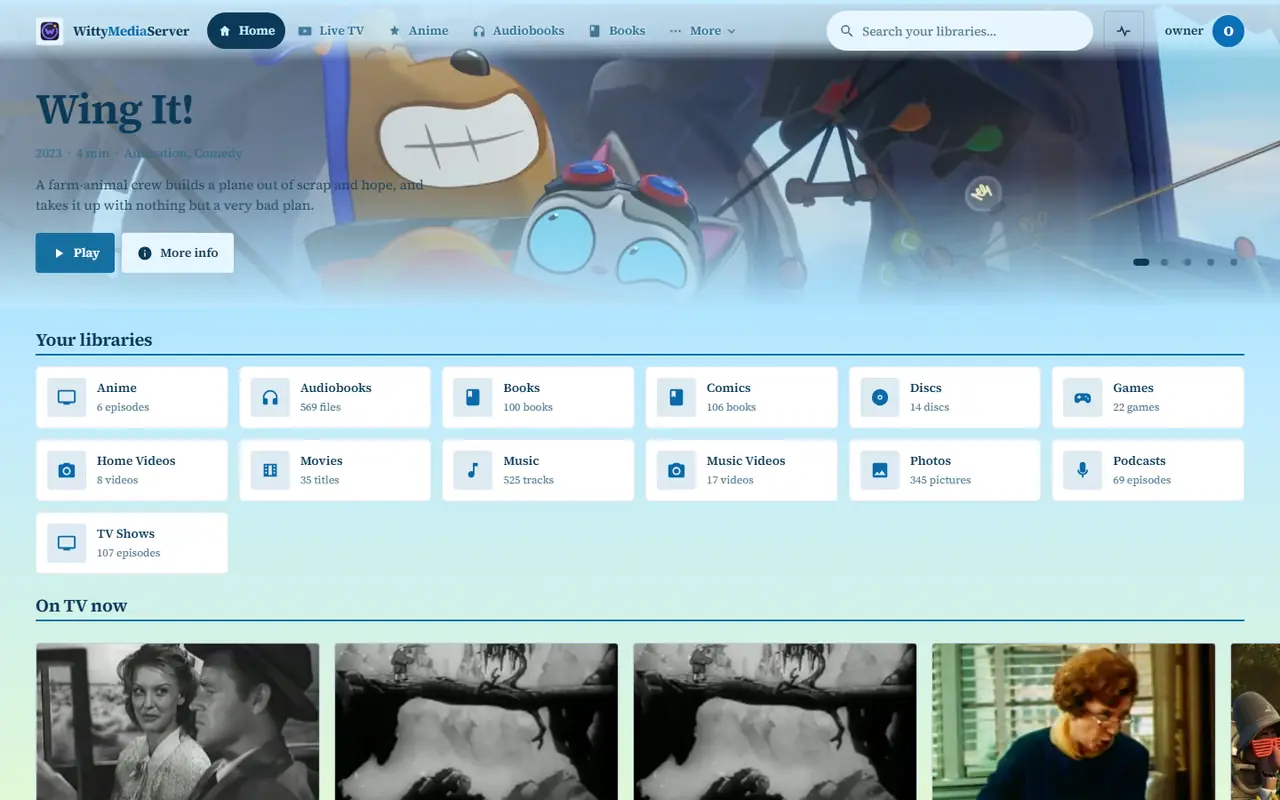 WittyMediaServer
Home
Live TV
Anime
Audiobooks
Books
More
Search your libraries...
owner
O
Wing It!
2023 · 4 min · Animation, Comedy
A farm-animal crew builds a plane out of scrap and hope, and
takes it up with nothing but a very bad plan.
Play
More info
Your libraries
Anime
6 episodes
Audiobooks
569 files
Books
100 books
Comics
106 books
Discs
14 discs
Games
22 games
Home Videos
8 videos
Movies
35 titles
Music
525 tracks
Music Videos
17 videos
Photos
345 pictures
Podcasts
69 episodes
TV Shows
107 episodes
On TV now